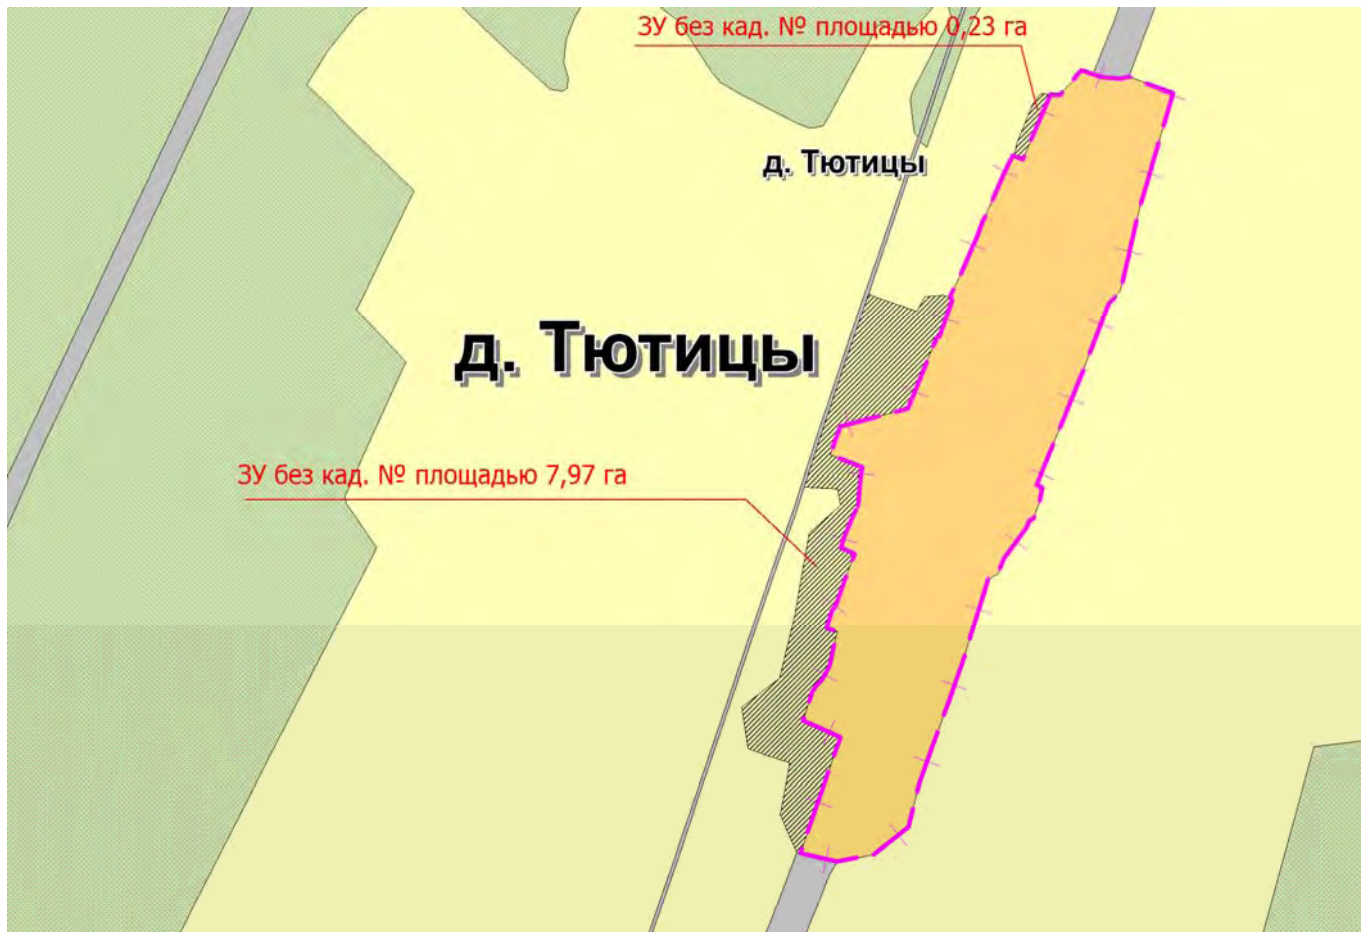 ЗУ без кад. № площадью 0,23 га
д. Тютицы
д. Тютицы
ЗУ без кад. № площадью 7,97 га